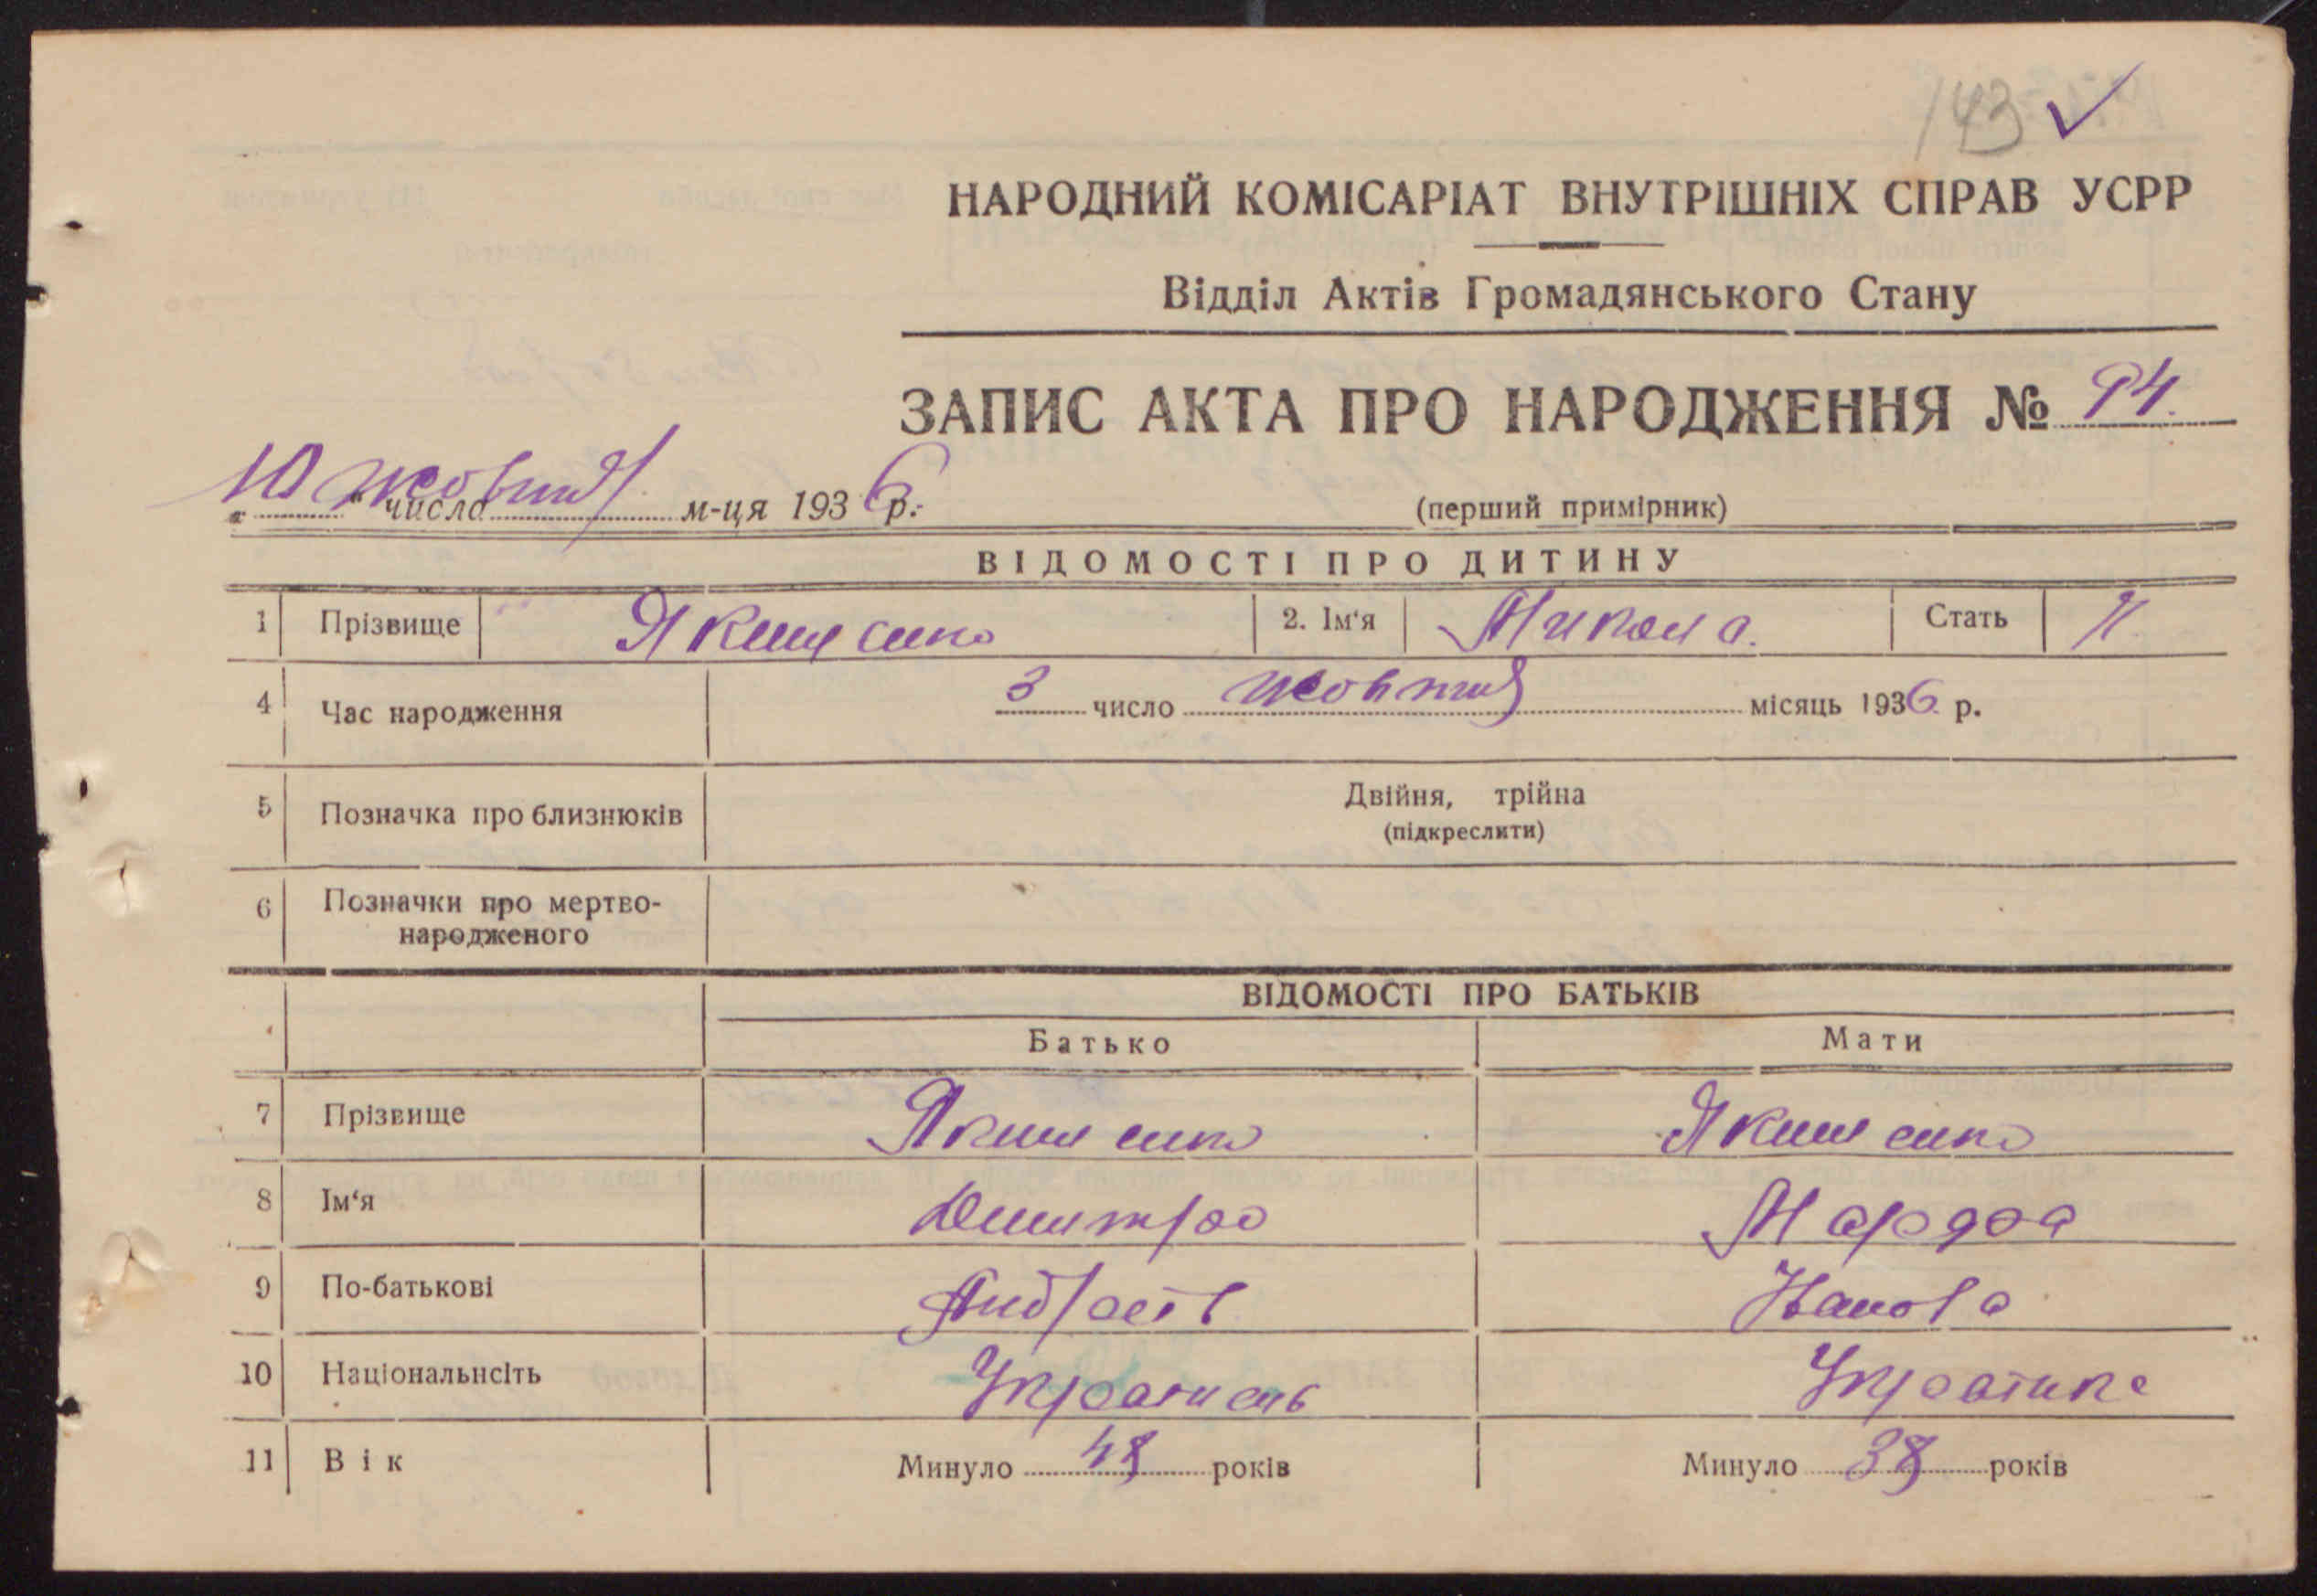 143 ✓
НАРОДНИЙ КОМІСАРІАТ ВНУТРІШНІХ СПРАВ УСРР
Відділ Актів Громадянського Стану
ЗАПИС АКТА ПРО НАРОДЖЕННЯ № 94.
„ 10 " число жовтня м-ця 1936 р.
(перший примірник)
ВІДОМОСТІ ПРО ДИТИНУ
1 Прізвище Якименко 2. Ім‘я Микола. Стать Ч.
4 Час народження 3 число жовтня місяць 1936 р.
5 Позначка про близнюків Двійня, трійна
(підкреслити)
6 Позначки про мертво-
народженого
ВІДОМОСТІ ПРО БАТЬКІВ
Батько Мати
7 Прізвище Якименко Якименко
8 Ім‘я Дмитро Марфа
9 По-батькові Андреїв Иванова
10 Національнсіть Українець Українка
11 Вік Минуло 48 років Минуло 38 років